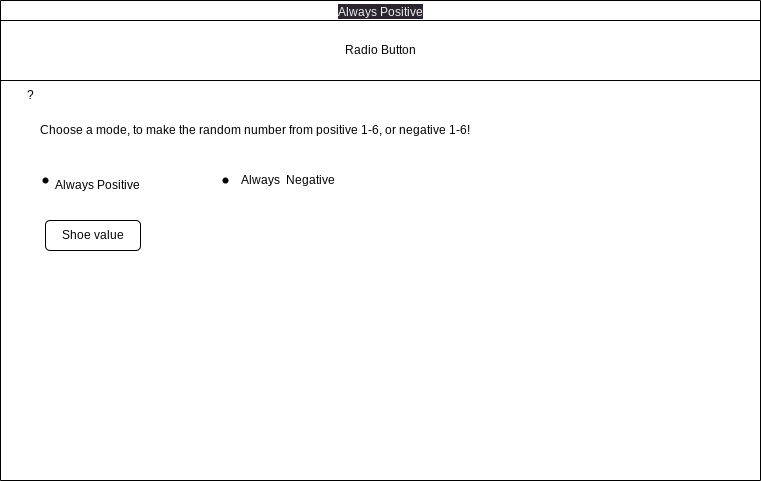 Always Positive
Radio Button
?
Choose a mode, to make the random number from positive 1-6, or negative 1-6!
Always Positive
Always  Negative
Shoe value